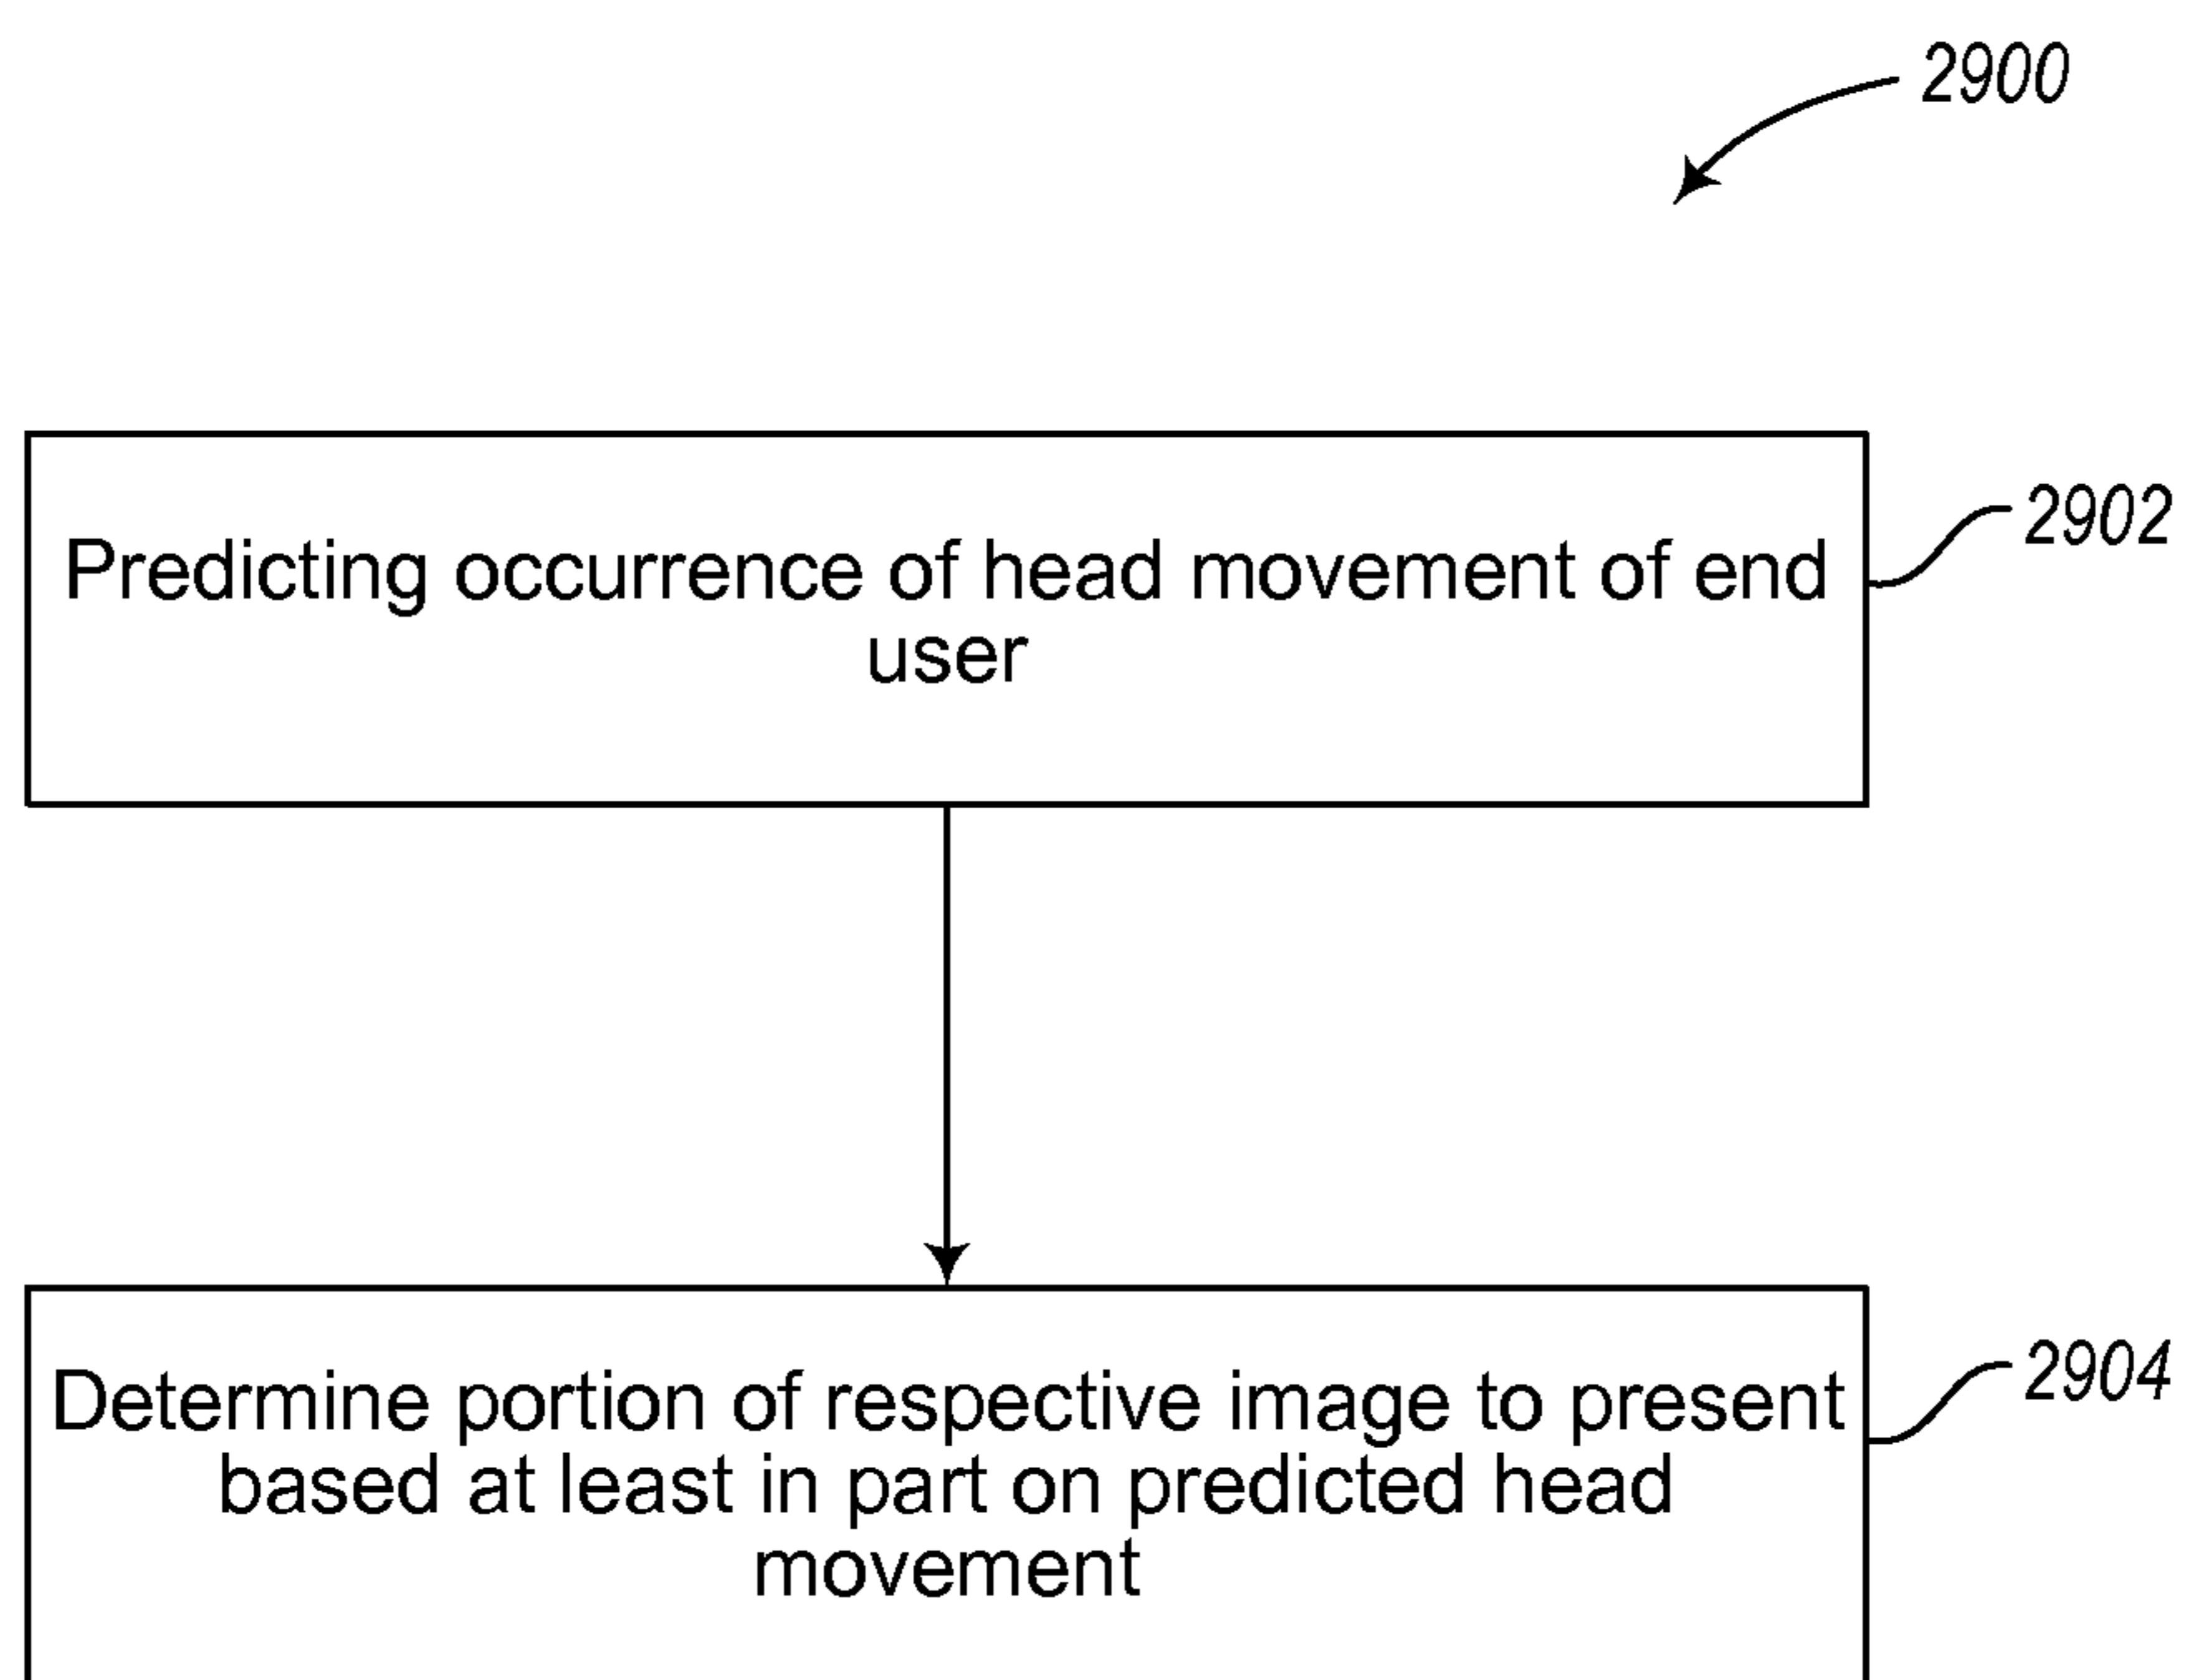 2900
Predicting occurrence of head movement of end
user
2902
Determine portion of respective image to present
based at least in part on predicted head
movement
2904